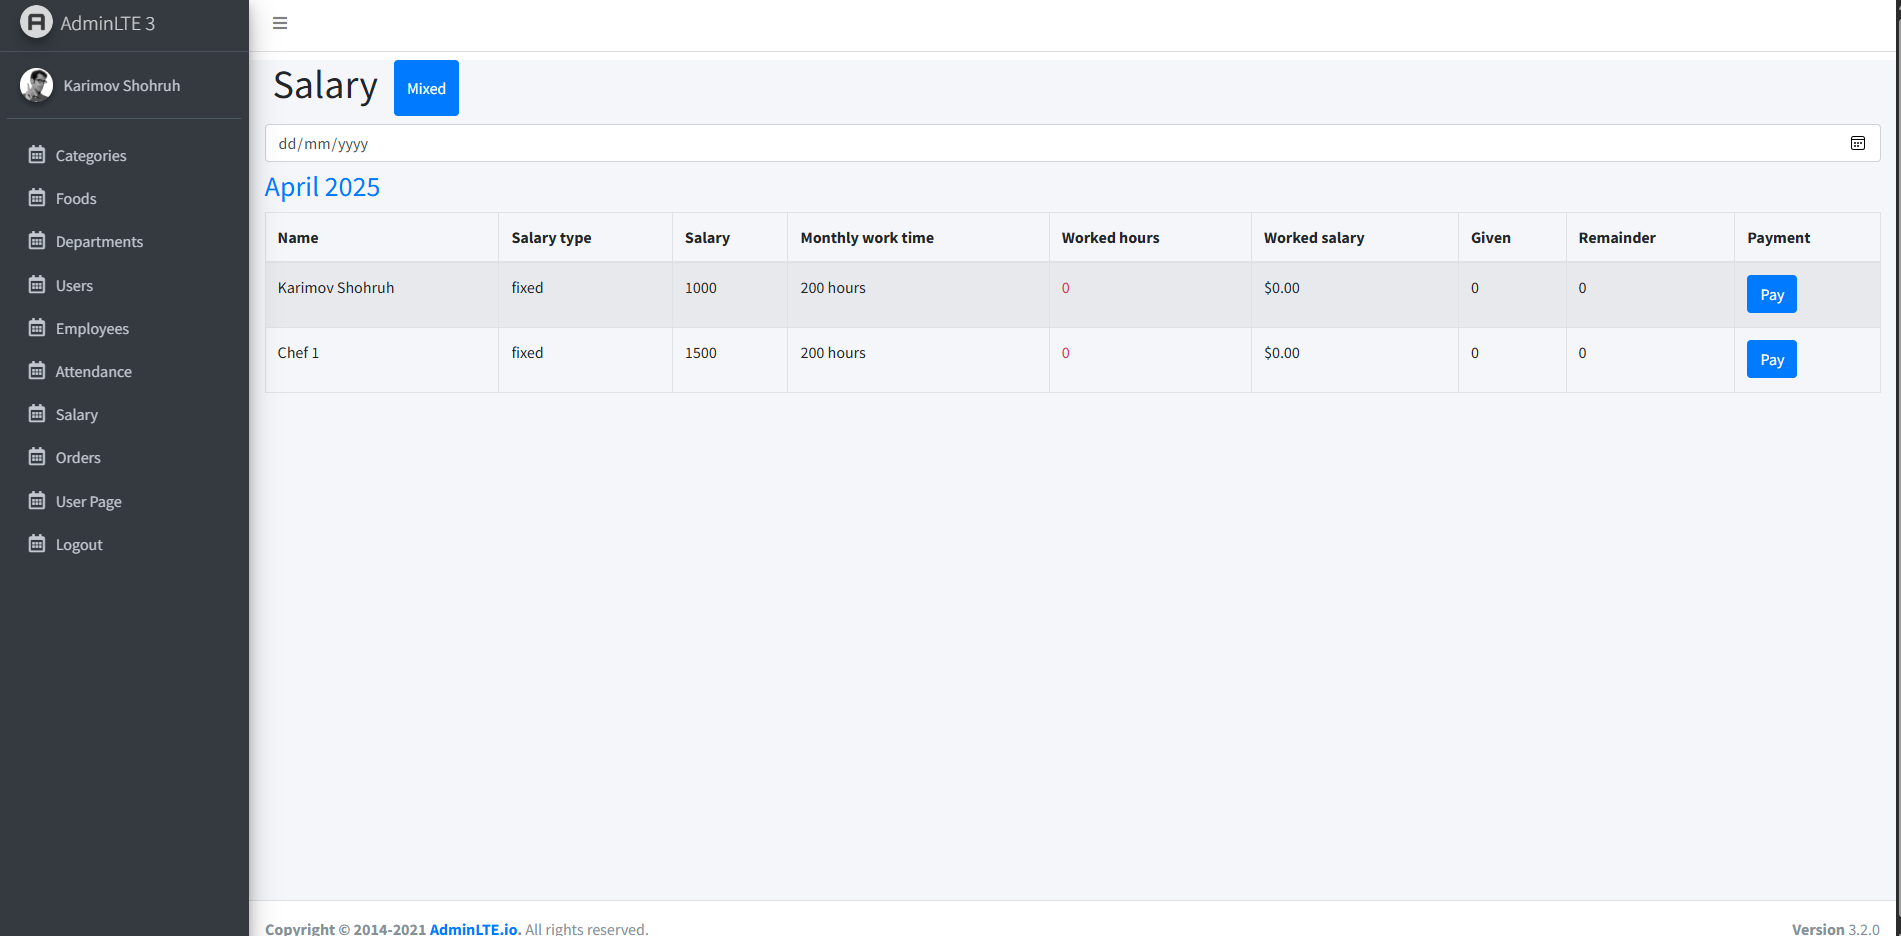 AdminLTE 3
Karimov Shohruh
Categories
Foods
Departments
Users
Employees
Attendance
Salary
Orders
User Page
Logout
Salary Mixed
dd/mm/yyyy
April 2025
Name Salary type Salary Monthly work time Worked hours Worked salary Given Remainder Payment
Karimov Shohruh fixed 1000 200 hours 0 $0.00 0 0 Pay
Chef 1 fixed 1500 200 hours 0 $0.00 0 0 Pay
Copyright © 2014-2021 AdminLTE.io. All rights reserved. Version 3.2.0